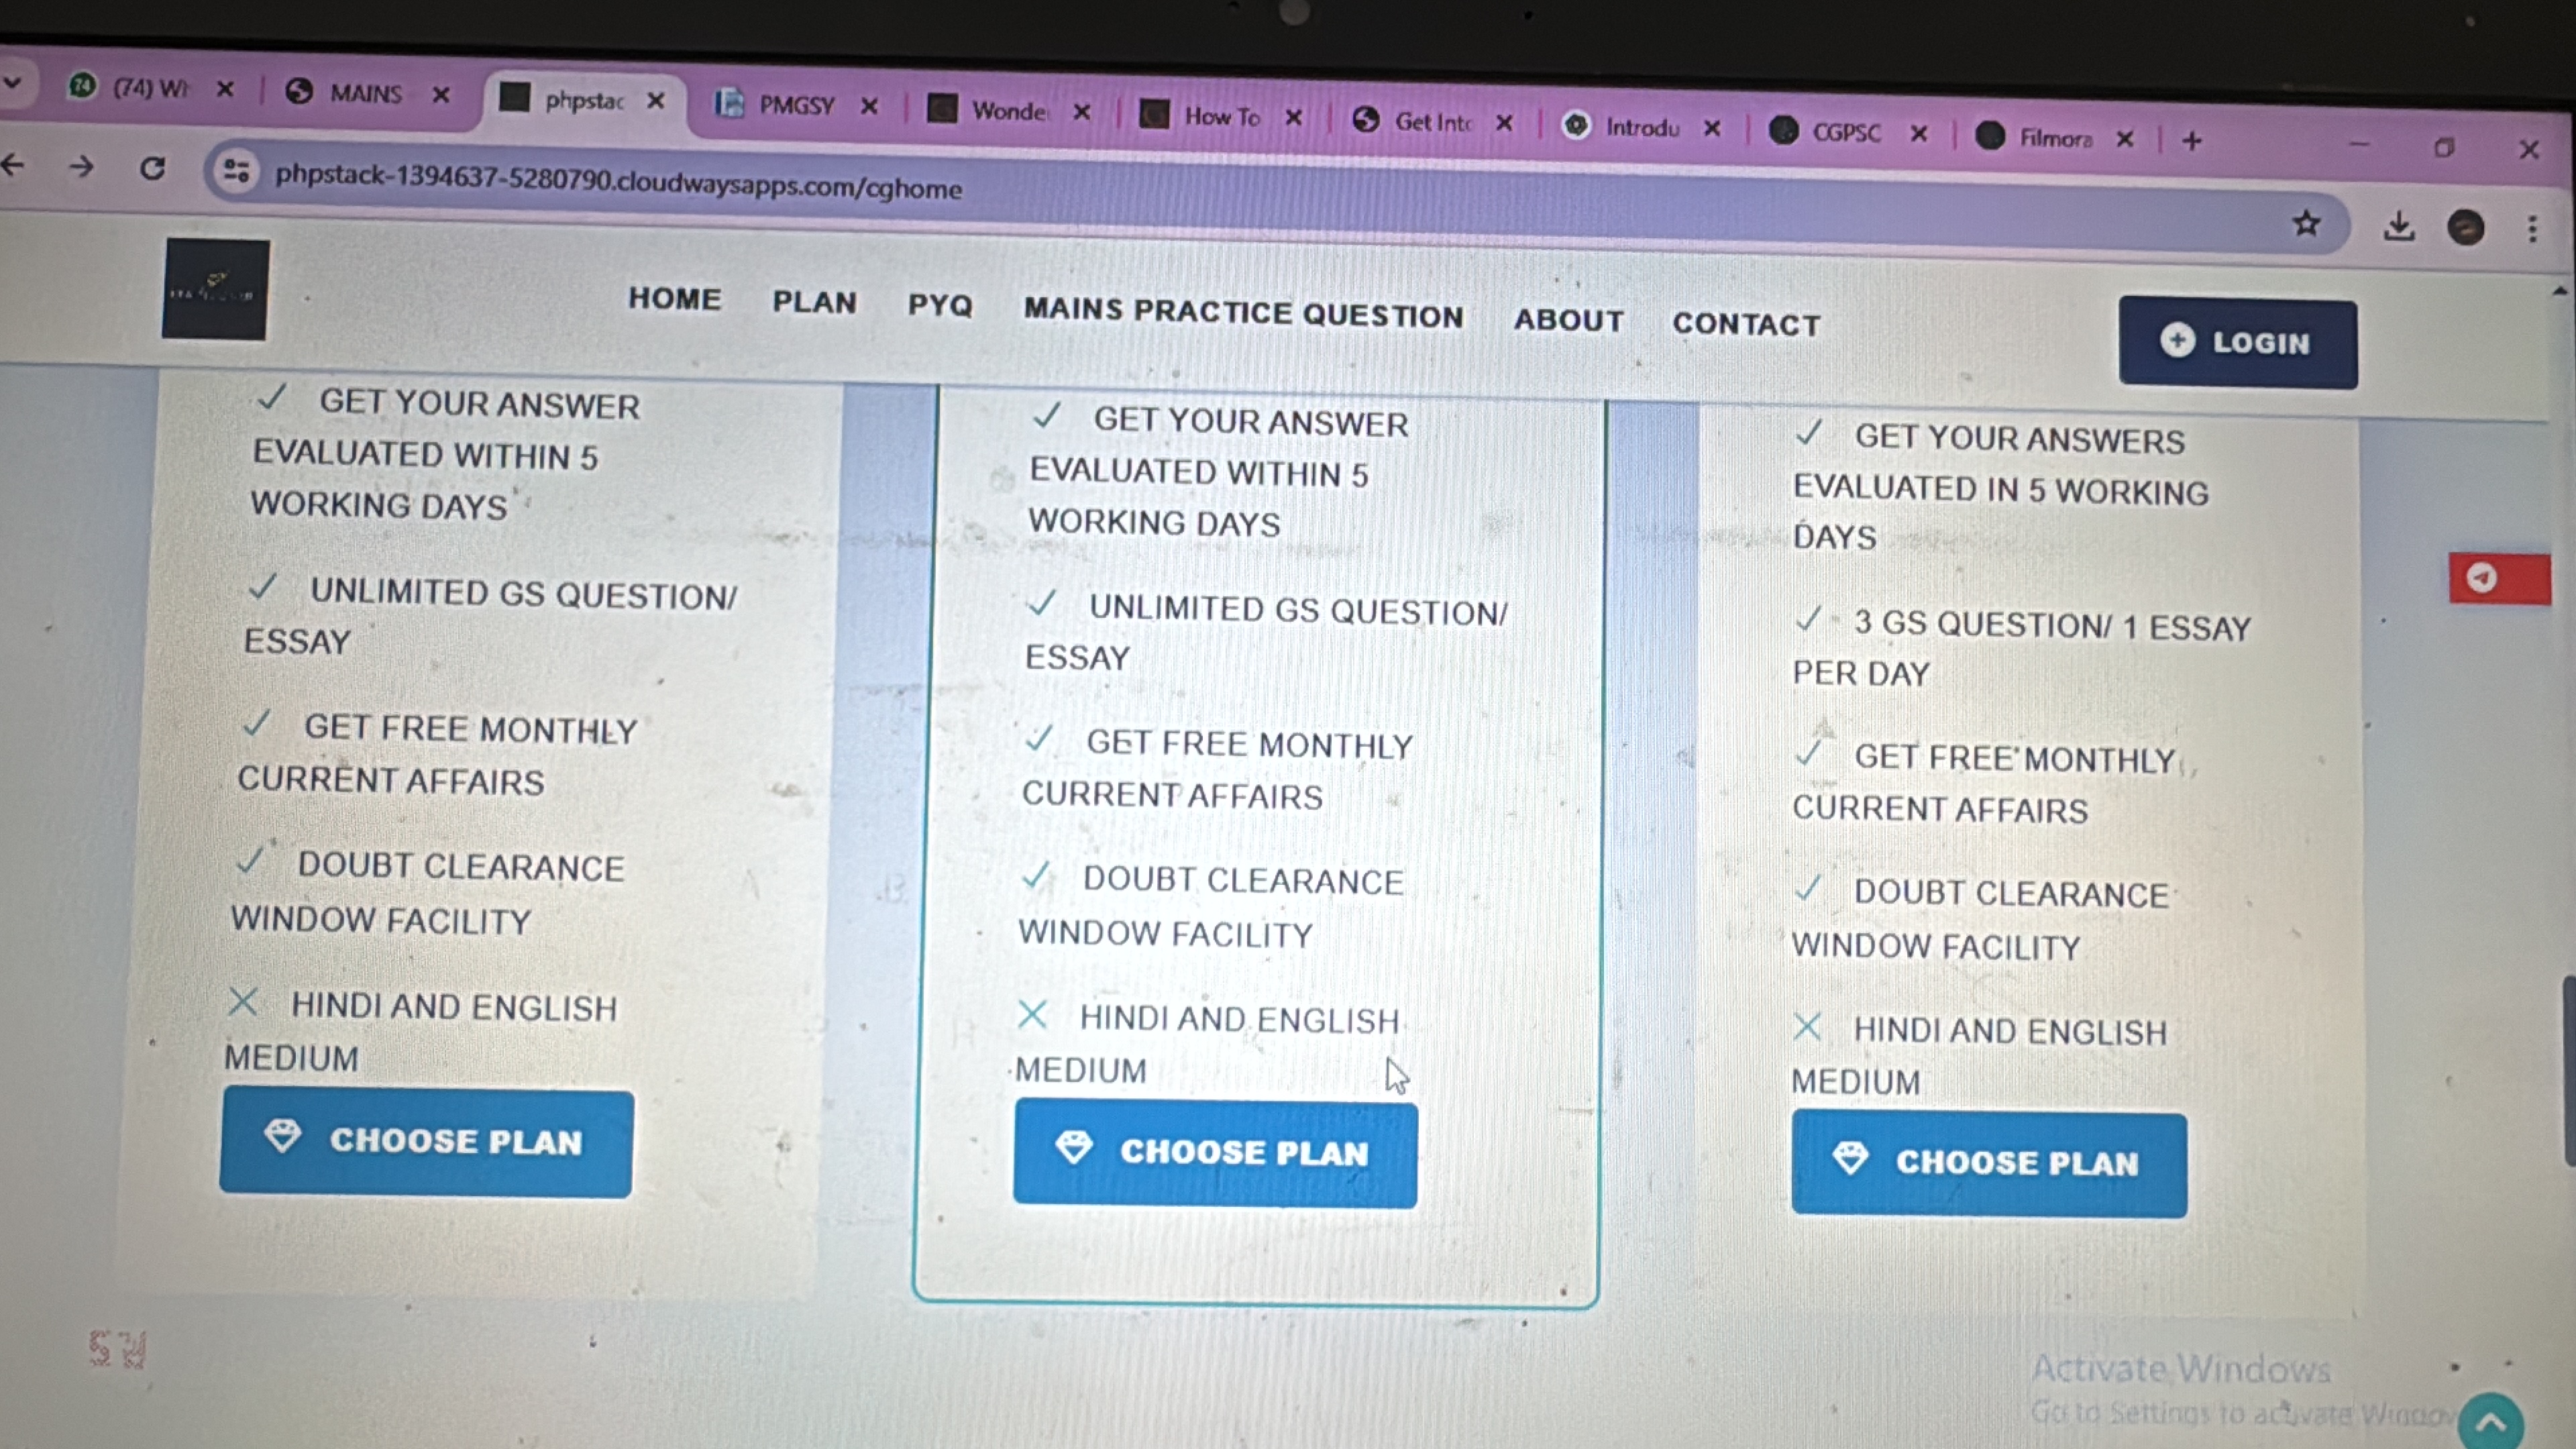 (74) W
MAINS
phpstac
PMGSY
Wonde
How To
Get Into
Introdu
CGPSC
Filmora
phpstack-1394637-5280790.cloudwaysapps.com/cghome
HOME PLAN PYQ MAINS PRACTICE QUESTION ABOUT CONTACT
LOGIN
GET YOUR ANSWER
EVALUATED WITHIN 5
WORKING DAYS
UNLIMITED GS QUESTION/
ESSAY
GET FREE MONTHLY
CURRENT AFFAIRS
DOUBT CLEARANCE
WINDOW FACILITY
HINDI AND ENGLISH
MEDIUM
CHOOSE PLAN
GET YOUR ANSWER
EVALUATED WITHIN 5
WORKING DAYS
UNLIMITED GS QUESTION/
ESSAY
GET FREE MONTHLY
CURRENT AFFAIRS
DOUBT CLEARANCE
WINDOW FACILITY
HINDI AND ENGLISH
MEDIUM
CHOOSE PLAN
GET YOUR ANSWERS
EVALUATED IN 5 WORKING
DAYS
3 GS QUESTION/ 1 ESSAY
PER DAY
GET FREE MONTHLY
CURRENT AFFAIRS
DOUBT CLEARANCE
WINDOW FACILITY
HINDI AND ENGLISH
MEDIUM
CHOOSE PLAN
Activate Windows
Go to Settings to activate Window